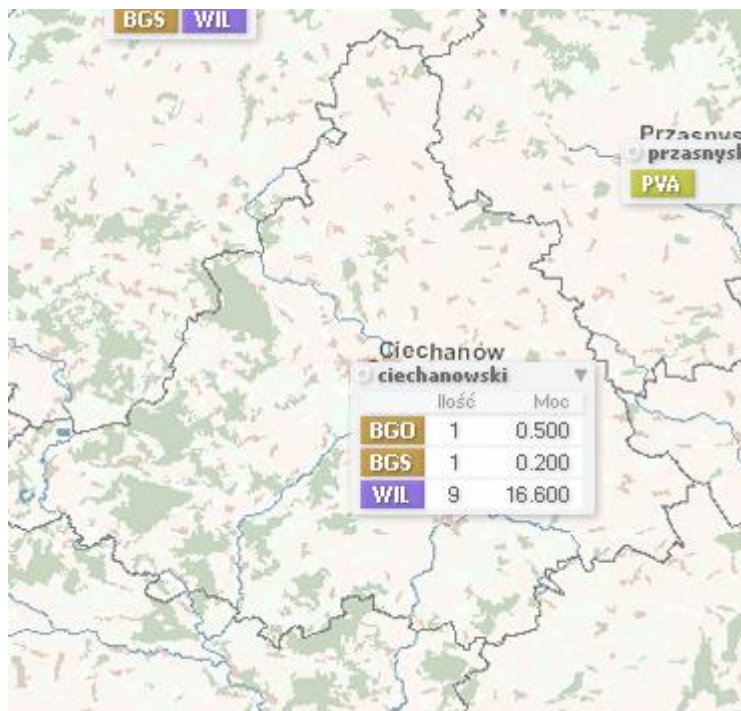 BGS WIL
Przasnys
przasnysk
PVA
Ciechanów
ciechanowski
Ilość Moc
BGO 1 0.500
BGS 1 0.200
WIL 9 16.600